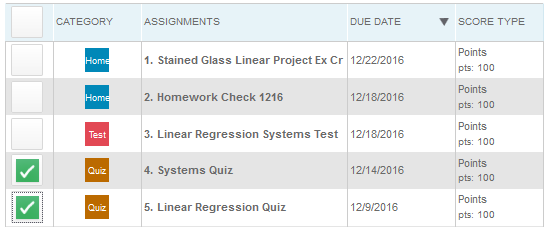 CATEGORY ASSIGNMENTS DUE DATE SCORE TYPE
Home 1. Stained Glass Linear Project Ex Cr 12/22/2016 Points
pts: 100
Home 2. Homework Check 1216 12/18/2016 Points
pts: 100
Test 3. Linear Regression Systems Test 12/18/2016 Points
pts: 100
Quiz 4. Systems Quiz 12/14/2016 Points
pts: 100
Quiz 5. Linear Regression Quiz 12/9/2016 Points
pts: 100